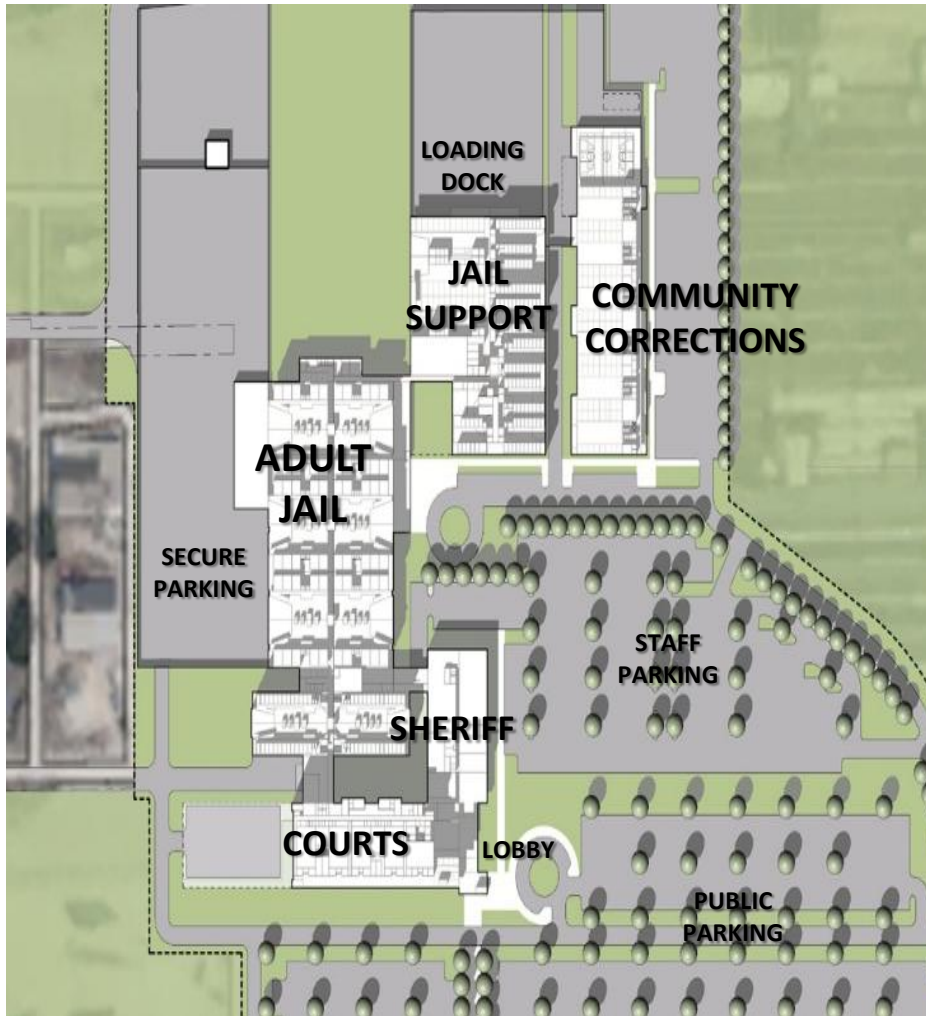 LOADING
DOCK
JAIL
SUPPORT
COMMUNITY
CORRECTIONS
ADULT
JAIL
SECURE
PARKING
STAFF
PARKING
SHERIFF
COURTS
LOBBY
PUBLIC
PARKING